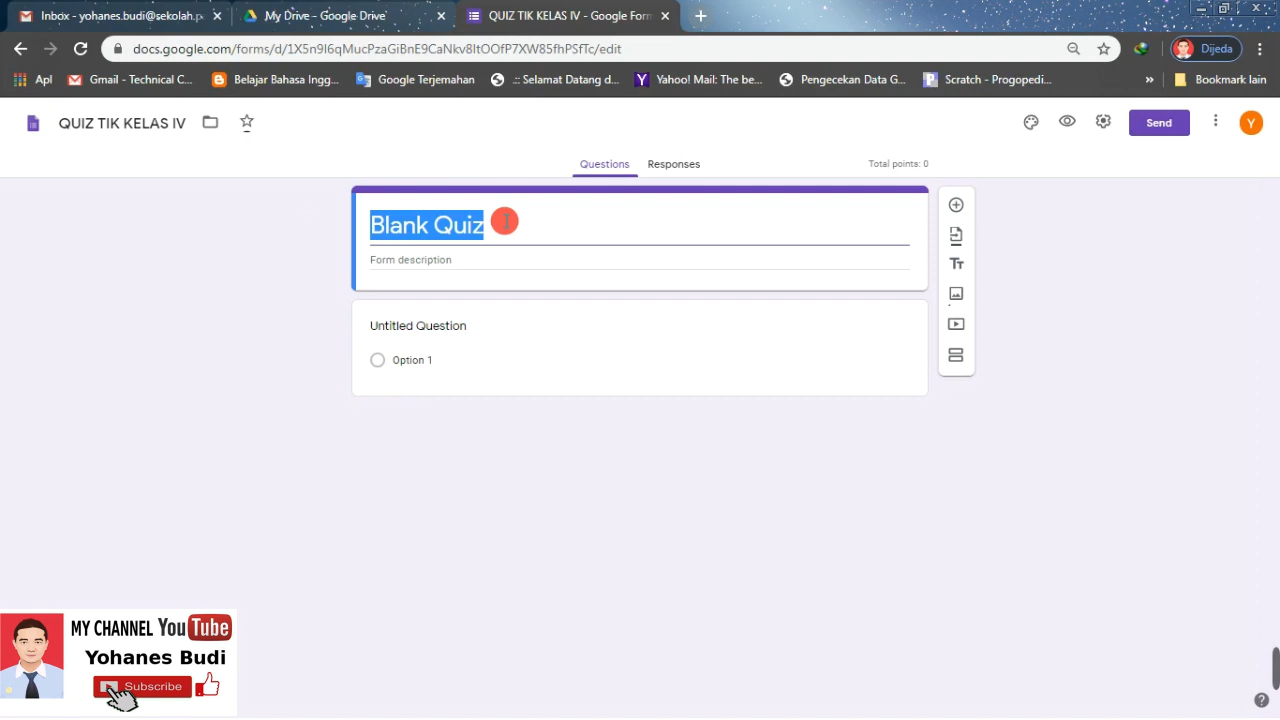 Inbox - yohanes.budi@sekolah.p
My Drive - Google Drive
QUIZ TIK KELAS IV - Google Form
docs.google.com/forms/d/1X5n9I6qMucPzaGiBnE9CaNkv8ItOOfP7XW85fhPSfTc/edit
Dijeda
Apl
Gmail - Technical C...
Belajar Bahasa Ingg...
Google Terjemahan
.:: Selamat Datang d...
Yahoo! Mail: The be...
Pengecekan Data G...
Scratch - Progopedi...
»
Bookmark lain
QUIZ TIK KELAS IV
Send
Y
Questions
Responses
Total points: 0
Blank Quiz
Form description
Untitled Question
Option 1
MY CHANNEL YouTube
Yohanes Budi
Subscribe